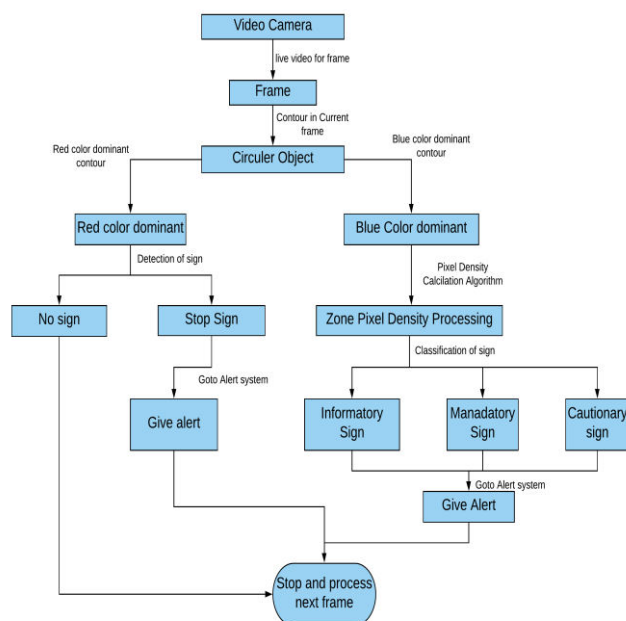 Video Camera
live video for frame
Frame
Contour in Current
frame
Red color dominant
contour
Circuler Object
Blue color dominant
contour
Red color dominant
Blue Color dominant
Detection of sign
Pixel Density
Calcilation Algorithm
No sign
Stop Sign
Zone Pixel Density Processing
Classification of sign
Goto Alert system
Give alert
Informatory
Sign
Manadatory
Sign
Cautionary
sign
Goto Alert system
Give Alert
Stop and process
next frame